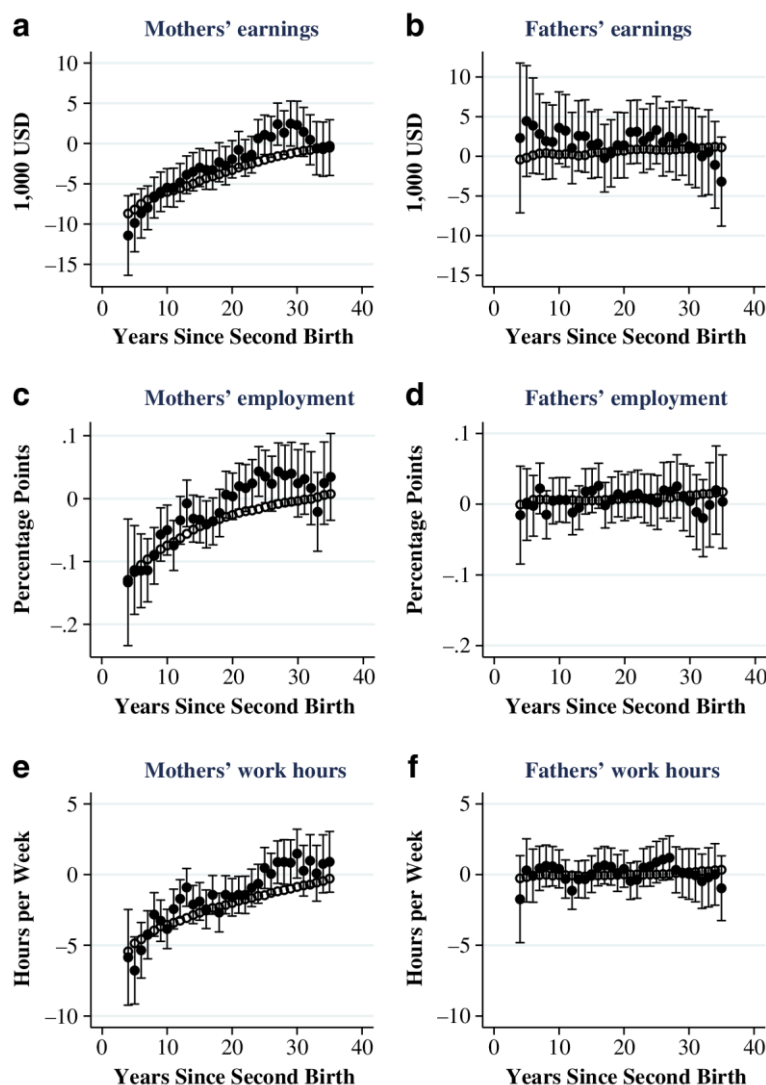 a Mothers’ earnings
10
5
0
−5
−10
−15
1,000 USD
0 10 20 30 40
Years Since Second Birth
b Fathers’ earnings
10
5
0
−5
−10
−15
1,000 USD
0 10 20 30 40
Years Since Second Birth
c Mothers’ employment
.1
0
−.1
−.2
Percentage Points
0 10 20 30 40
Years Since Second Birth
d Fathers’ employment
.1
0
−.1
−.2
Percentage Points
0 10 20 30 40
Years Since Second Birth
e Mothers’ work hours
5
0
−5
−10
Hours per Week
0 10 20 30 40
Years Since Second Birth
f Fathers’ work hours
5
0
−5
−10
Hours per Week
0 10 20 30 40
Years Since Second Birth